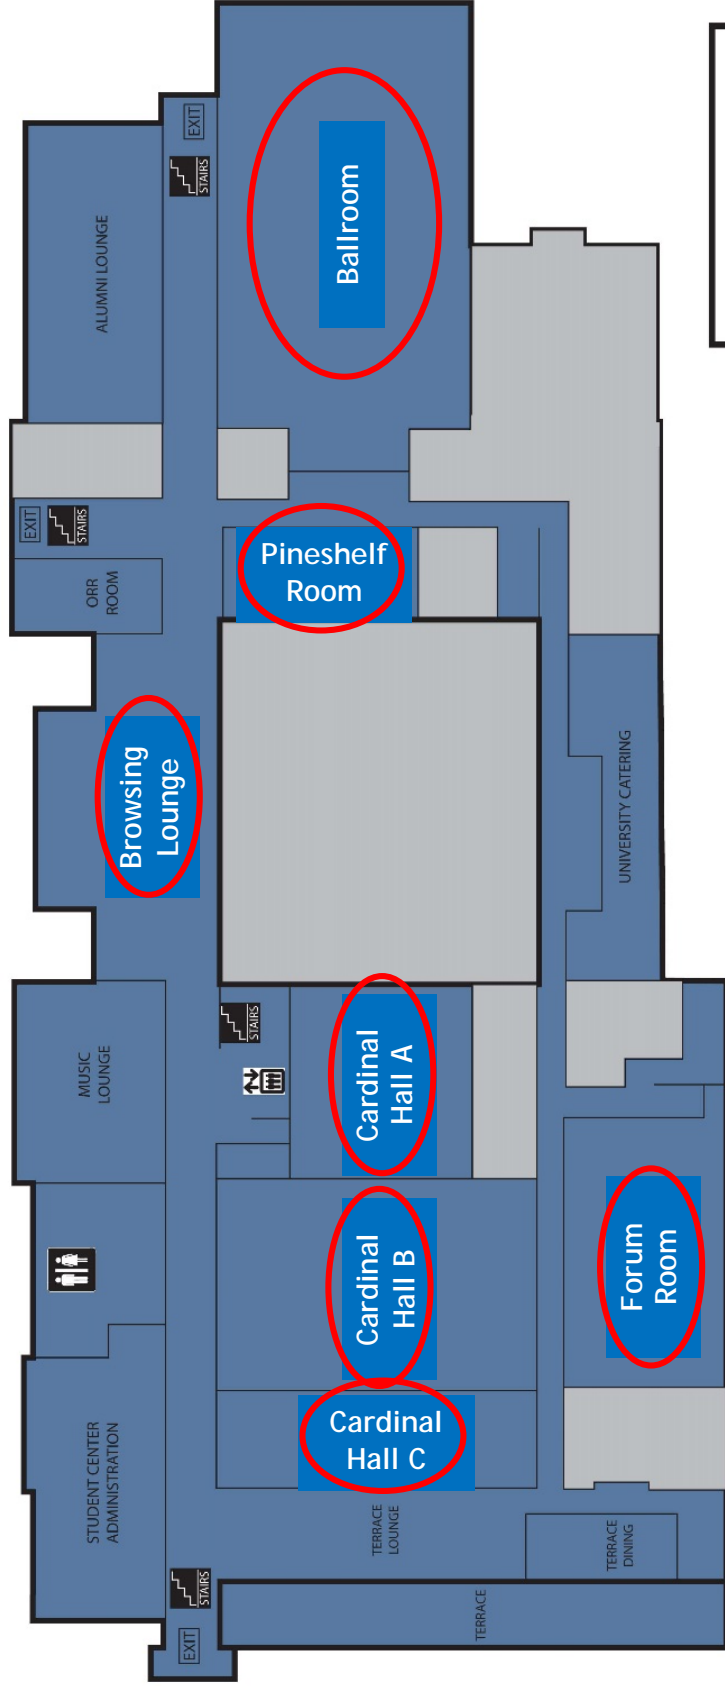 EXIT
STAIRS
ALUMNI LOUNGE
Ballroom
EXIT
STAIRS
ORR
ROOM
Pineshelf
Room
Browsing
Lounge
UNIVERSITY CATERING
MUSIC
LOUNGE
STAIRS
Cardinal
Hall A
Cardinal
Hall B
Forum
Room
Cardinal
Hall C
STUDENT CENTER
ADMINISTRATION
TERRACE
LOUNGE
TERRACE
DINING
STAIRS
EXIT
TERRACE